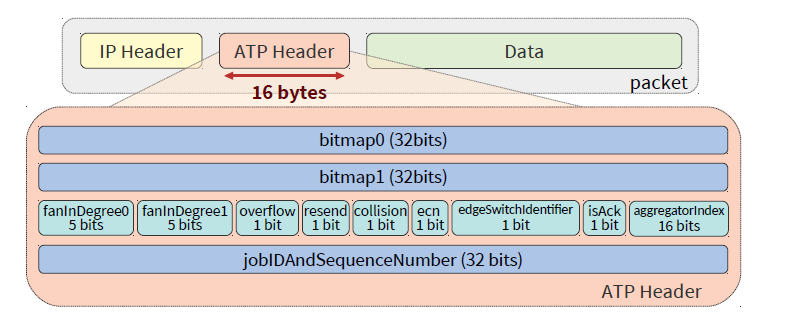 IP Header
ATP Header
Data
16 bytes
packet
bitmap0 (32bits)
bitmap1 (32bits)
fanInDegree0
5 bits
fanInDegree1
5 bits
overflow
1 bit
resend
1 bit
collision
1 bit
ecn
1 bit
edgeSwitchIdentifier
1 bit
isAck
1 bit
aggregatorIndex
16 bits
jobIDAndSequenceNumber (32 bits)
ATP Header